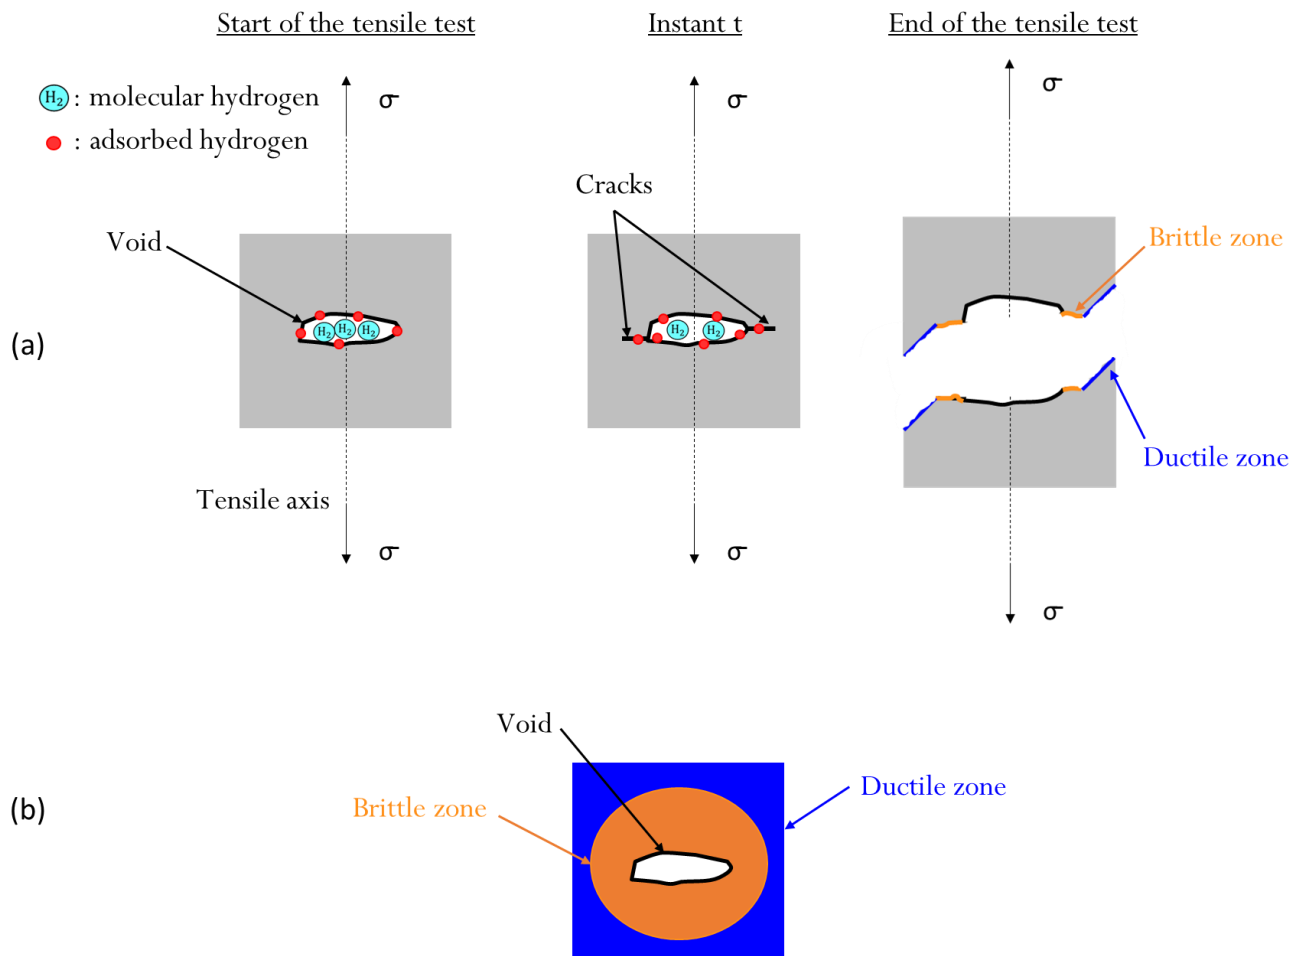 Start of the tensile test
Instant t
End of the tensile test
σ
σ
σ
H₂ : molecular hydrogen
: adsorbed hydrogen
Cracks
Void
Brittle zone
(a)
H₂ H₂ H₂
H₂ H₂
Ductile zone
Tensile axis
σ
σ
σ
Void
Ductile zone
(b)
Brittle zone